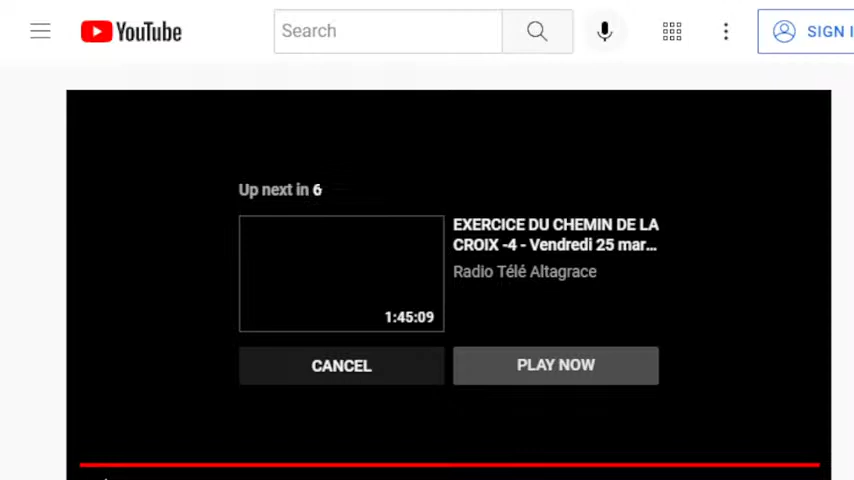 YouTube
Search
SIGN I
Up next in 6
EXERCICE DU CHEMIN DE LA
CROIX -4 - Vendredi 25 mar...
Radio Télé Altagrace
1:45:09
CANCEL
PLAY NOW